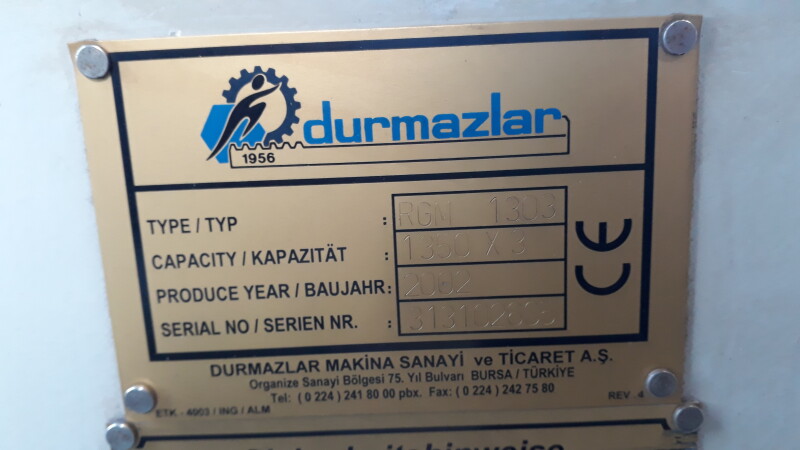 durmazlar
1956
TYPE / TYP : RGM 1303
CAPACITY / KAPAZITÄT : 1350 X 3
PRODUCE YEAR / BAUJAHR: 2002
SERIAL NO / SERIEN NR. :
CE
DURMAZLAR MAKİNA SANAYİ ve TİCARET A.Ş.
Organize Sanayi Bölgesi 75. Yıl Bulvarı BURSA / TÜRKİYE
Tel: ( 0 224 ) 241 80 00 pbx. Fax: ( 0 224 ) 242 75 80
ETK - 4003 / ING / ALM
REV. 4